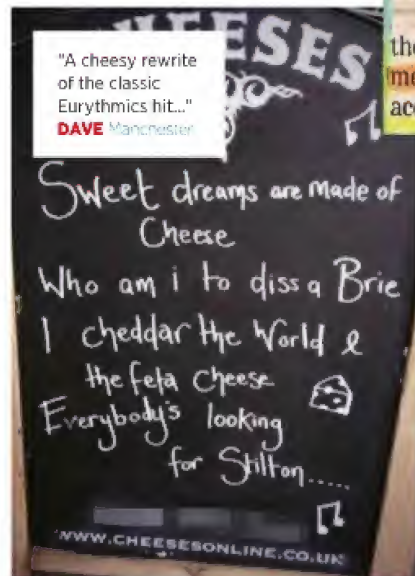 CHEESES
"A cheesy rewrite
of the classic
Eurythmics hit..."
DAVE Manchester
Sweet dreams are made of
Cheese
Who am i to diss a Brie
I cheddar the World &
the feta cheese
Everybody's looking
for Stilton.....
WWW.CHEESESONLINE.CO.UK